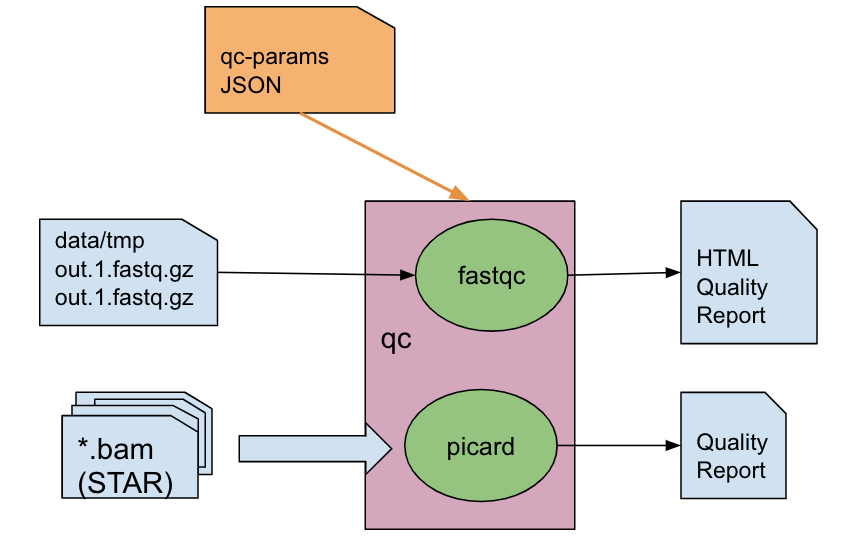 qc-params
JSON
data/tmp
out.1.fastq.gz
out.1.fastq.gz
fastqc
HTML
Quality
Report
qc
*.bam
(STAR)
picard
Quality
Report